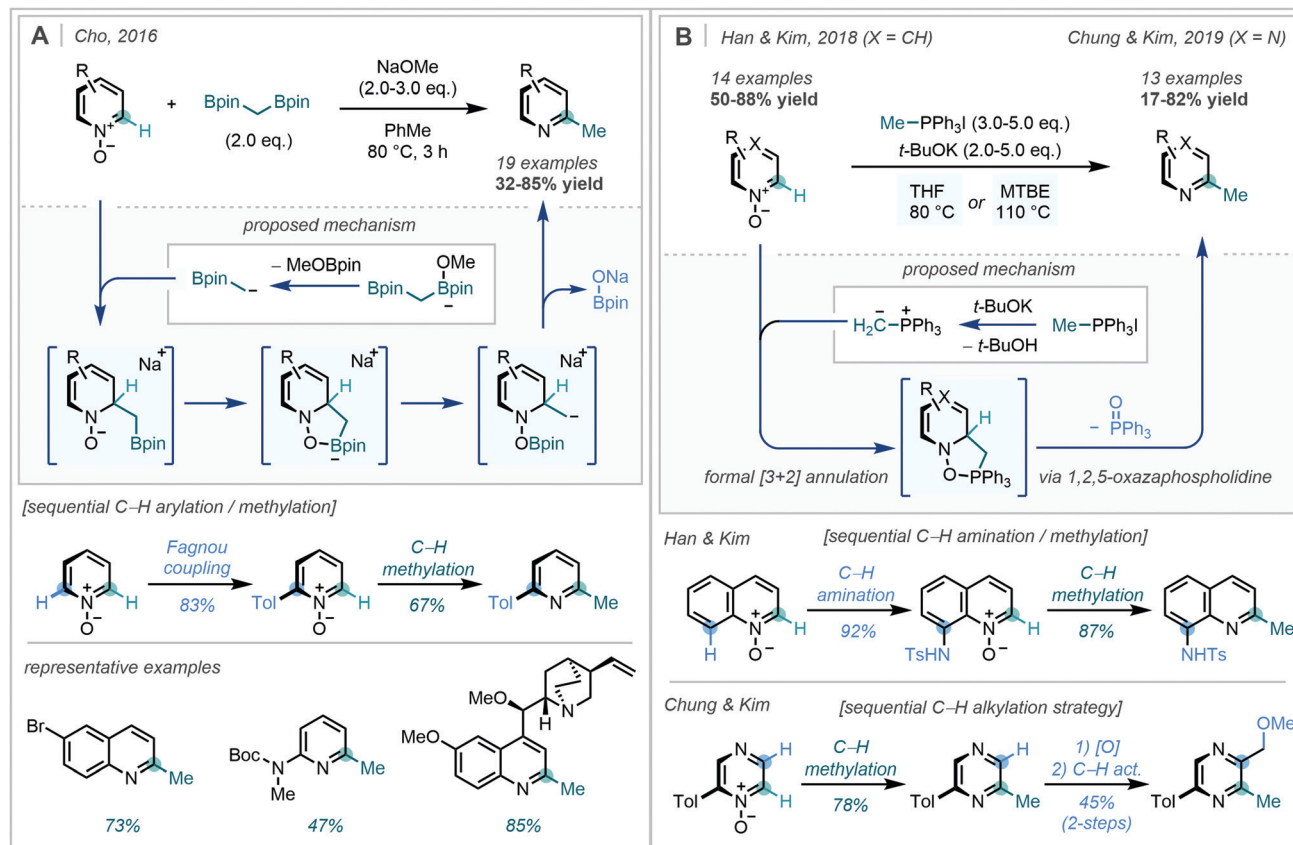 A | Cho, 2016
R
N+
O−
H
+
Bpin Bpin
(2.0 eq.)
NaOMe
(2.0-3.0 eq.)
PhMe
80 °C, 3 h
R
N
Me
19 examples
32-85% yield
proposed mechanism
Bpin −
– MeOBpin
OMe
Bpin Bpin
−
ONa
Bpin
R
Na+
H
N
O−
Bpin
R
Na+
H
N
O Bpin
−
R
Na+
H
N
−
OBpin
[sequential C–H arylation / methylation]
H
N+
O−
H
Fagnou
coupling
83%
Tol
N+
O−
H
C–H
methylation
67%
Tol
N
Me
representative examples
Br
N
Me
73%
Boc
N
Me
N
Me
47%
MeO
N
H
MeO
N
Me
85%
B | Han & Kim, 2018 (X = CH)
Chung & Kim, 2019 (X = N)
14 examples
50-88% yield
13 examples
17-82% yield
R
X
N+
O−
H
Me–PPh3I (3.0-5.0 eq.)
t-BuOK (2.0-5.0 eq.)
THF
80 °C
or
MTBE
110 °C
R
X
N
Me
proposed mechanism
− +
H2C–PPh3
t-BuOK
– t-BuOH
Me–PPh3I
R
X
H
N
O–PPh3
O
– PPh3
formal [3+2] annulation
via 1,2,5-oxazaphospholidine
Han & Kim
[sequential C–H amination / methylation]
N+
O−
H
H
C–H
amination
92%
TsHN
N+
O−
H
C–H
methylation
87%
N
Me
NHTs
Chung & Kim
[sequential C–H alkylation strategy]
N
H
Tol
N+
H
O−
C–H
methylation
78%
N
H
Tol
N
Me
1) [O]
2) C–H act.
45%
(2-steps)
OMe
N
Tol
N
Me